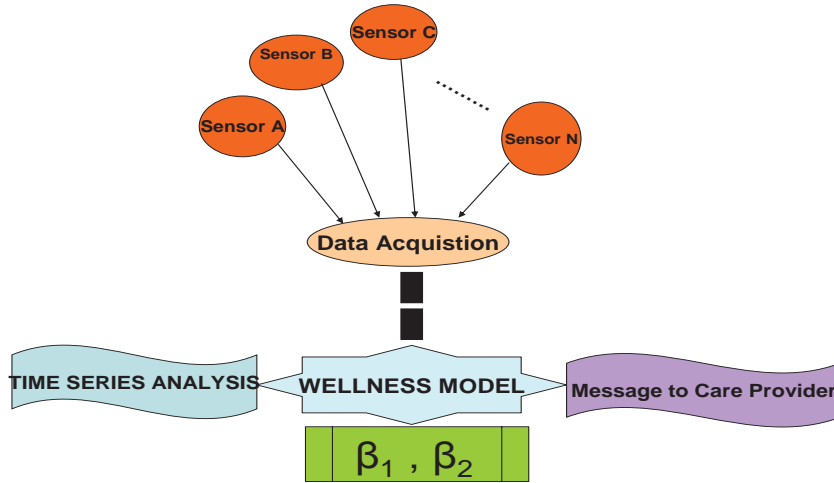 Sensor C
Sensor B
Sensor A
Sensor N
Data Acquistion
TIME SERIES ANALYSIS
WELLNESS MODEL
Message to Care Provider
β₁ , β₂